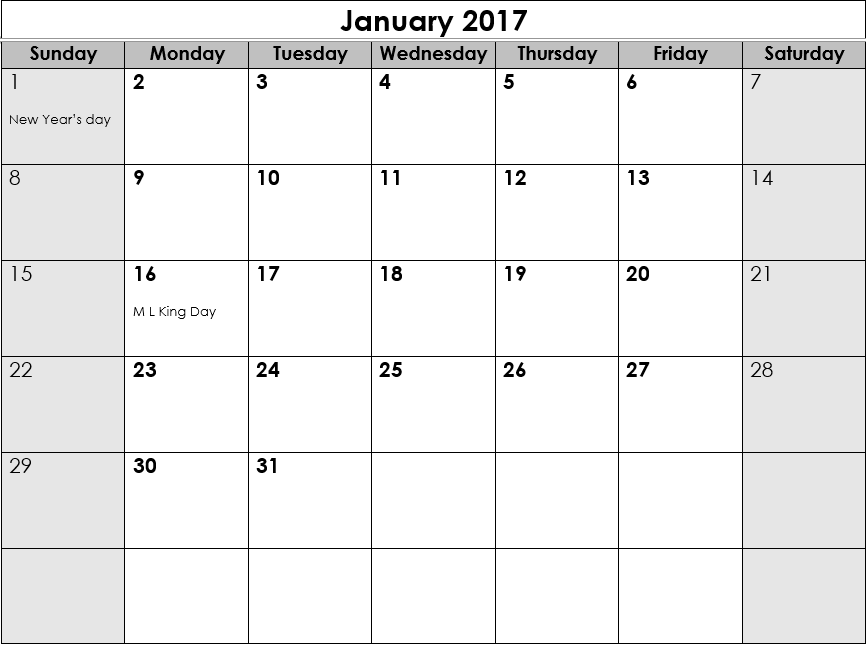 January 2017
Sunday Monday Tuesday Wednesday Thursday Friday Saturday
1 2 3 4 5 6 7
New Year's day
8 9 10 11 12 13 14
15 16 17 18 19 20 21
M L King Day
22 23 24 25 26 27 28
29 30 31